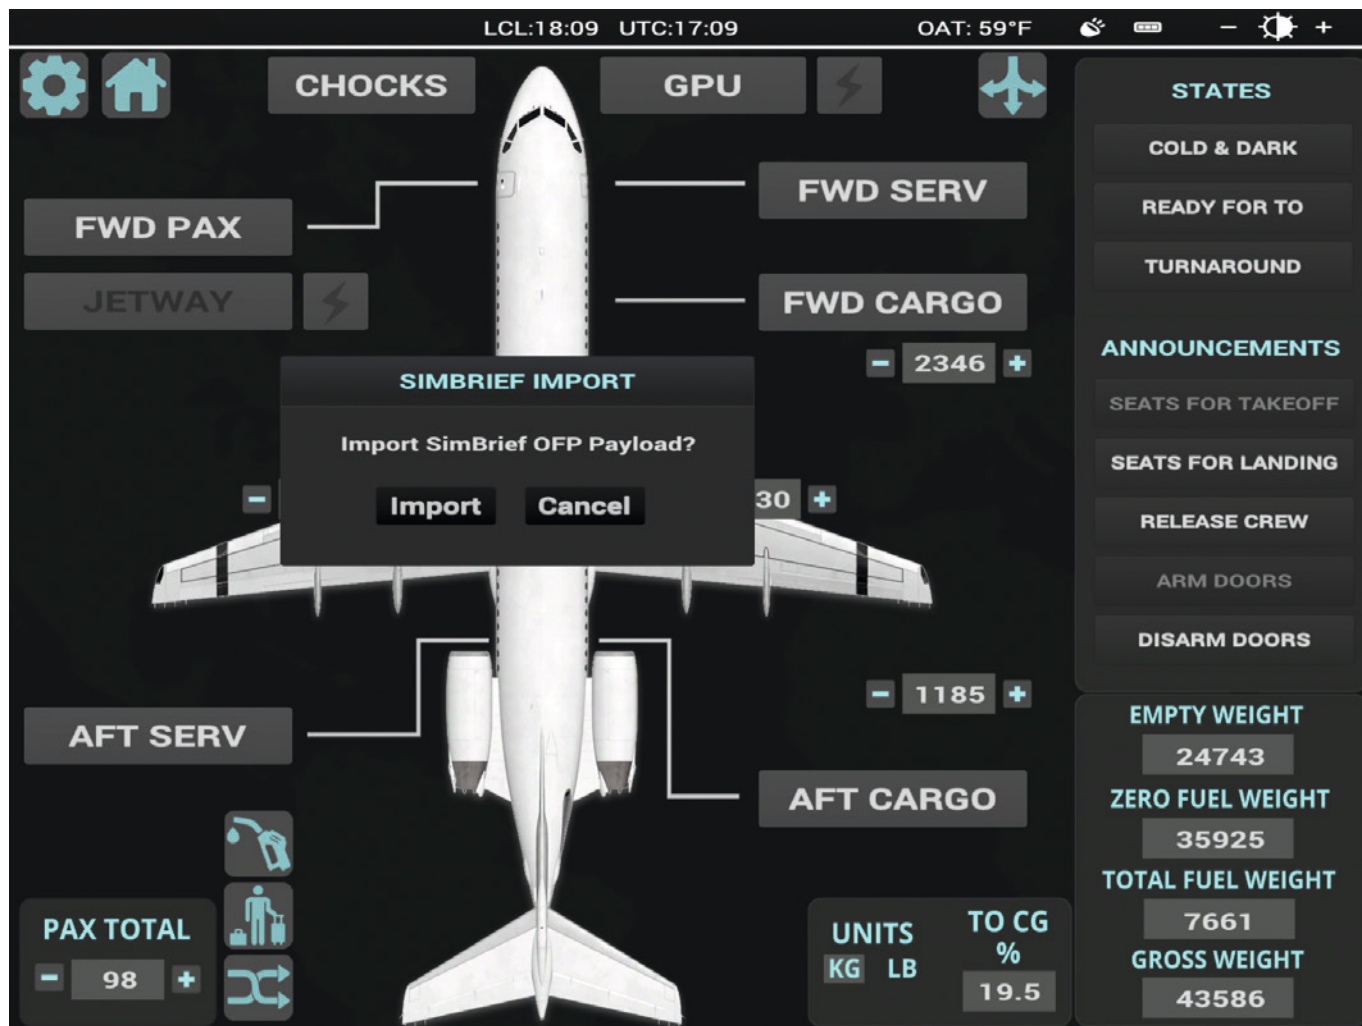 LCL:18:09 UTC:17:09 OAT: 59°F − +
CHOCKS GPU
FWD PAX
JETWAY
FWD SERV
FWD CARGO
− 2346 +
SIMBRIEF IMPORT
Import SimBrief OFP Payload?
Import Cancel
− 30 +
− 1185 +
AFT SERV
AFT CARGO
PAX TOTAL
− 98 +
UNITS
KG LB
TO CG
%
19.5
STATES
COLD & DARK
READY FOR TO
TURNAROUND
ANNOUNCEMENTS
SEATS FOR TAKEOFF
SEATS FOR LANDING
RELEASE CREW
ARM DOORS
DISARM DOORS
EMPTY WEIGHT
24743
ZERO FUEL WEIGHT
35925
TOTAL FUEL WEIGHT
7661
GROSS WEIGHT
43586